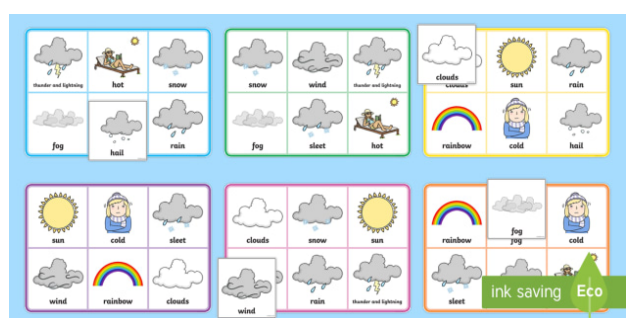 thunder and lightning hot snow
fog hail rain
snow wind thunder and lightning
fog sleet hot
clouds sun rain
clouds
rainbow cold hail
sun cold sleet
wind rainbow clouds
clouds snow sun
wind rain thunder and lightning
rainbow fog cold
fog
sleet
ink saving Eco